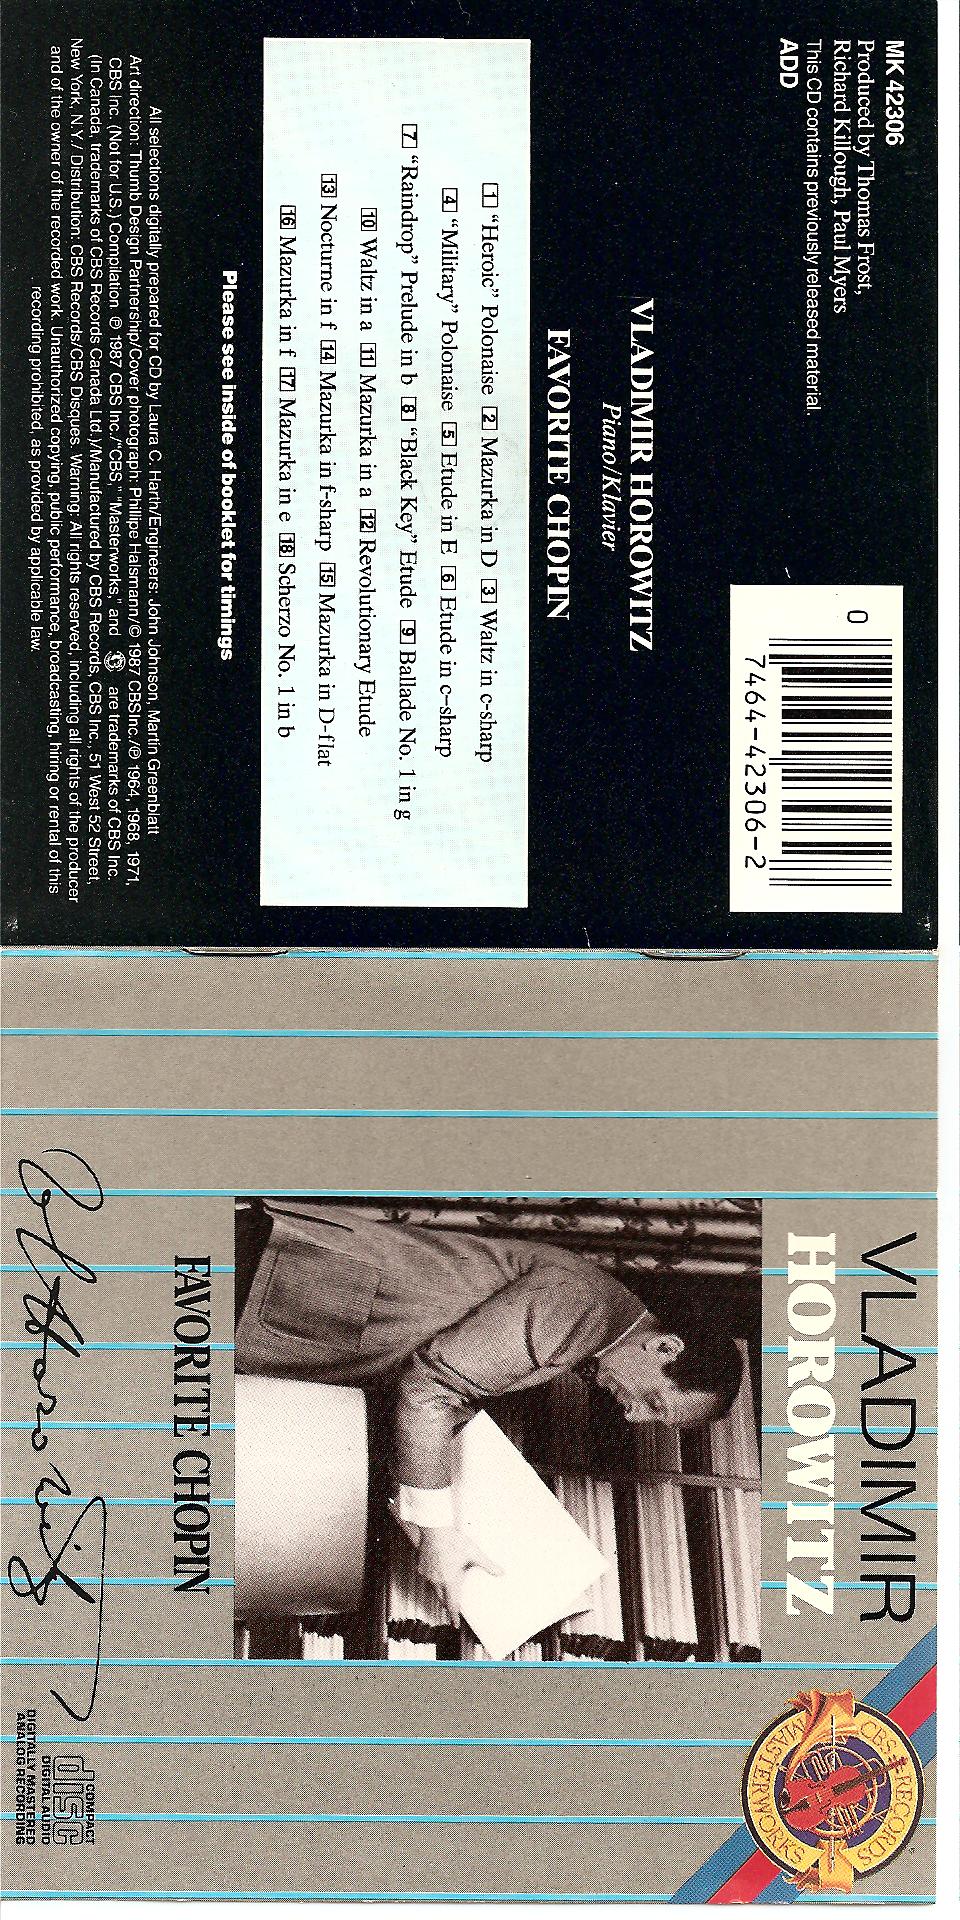 MK 42306
Produced by Thomas Frost,
Richard Killough, Paul Myers
This CD contains previously released material.
ADD
0
7464-42306-2
VLADIMIR HOROWITZ
Piano/Klavier
FAVORITE CHOPIN
1 “Heroic” Polonaise 2 Mazurka in D 3 Waltz in c-sharp
4 “Military” Polonaise 5 Etude in E 6 Etude in c-sharp
7 “Raindrop” Prelude in b 8 “Black Key” Etude 9 Ballade No. 1 in g
10 Waltz in a 11 Mazurka in a 12 Revolutionary Etude
13 Nocturne in f 14 Mazurka in f-sharp 15 Mazurka in D-flat
16 Mazurka in f 17 Mazurka in e 18 Scherzo No. 1 in b
Please see inside of booklet for timings
All selections digitally prepared for CD by Laura C. Harth/Engineers: John Johnson, Martin Greenblatt
Art direction: Thumb Design Partnership/Cover photograph: Philippe Halsmann/© 1987 CBS Inc./℗ 1964, 1968, 1971,
CBS Inc. (Not for U.S.) Compilation ℗ 1987 CBS Inc./“CBS,” “Masterworks,” and are trademarks of CBS Inc.
(In Canada, trademarks of CBS Records Canada Ltd.)/Manufactured by CBS Records, CBS Inc., 51 West 52 Street,
New York, N.Y./ Distribution: CBS Records/CBS Disques. Warning: All rights reserved, including all rights of the producer
and of the owner of the recorded work. Unauthorized copying, public performance, broadcasting, hiring or rental of this
recording prohibited, as provided by applicable law.
VLADIMIR
HOROWITZ
CBS RECORDS
MASTERWORKS
FAVORITE CHOPIN
Horowitz
COMPACT
disc
DIGITAL AUDIO
DIGITALLY MASTERED
ANALOG RECORDING